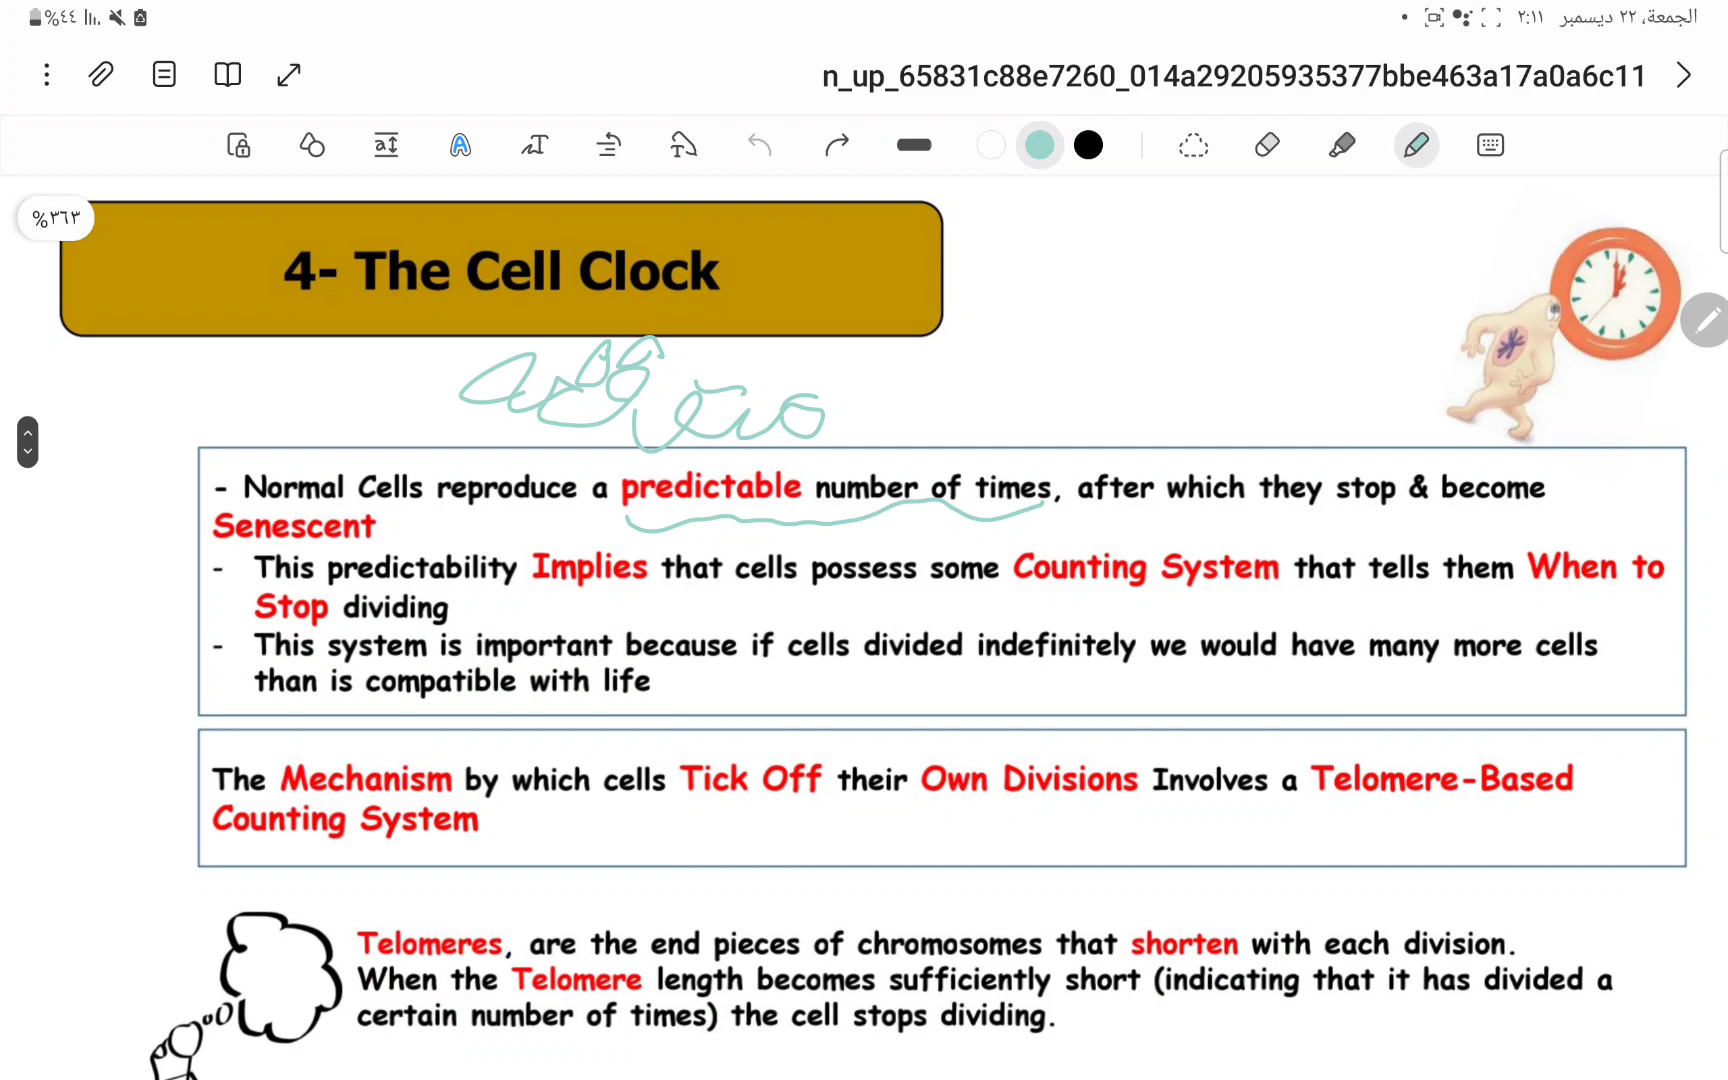 %٤٤
الجمعة، ٢٢ ديسمبر ٢:١١
n_up_65831c88e7260_014a29205935377bbe463a17a0a6c11
%٣٦٣
4- The Cell Clock
- Normal Cells reproduce a predictable number of times, after which they stop & become
Senescent
- This predictability Implies that cells possess some Counting System that tells them When to
Stop dividing
- This system is important because if cells divided indefinitely we would have many more cells
than is compatible with life
The Mechanism by which cells Tick Off their Own Divisions Involves a Telomere-Based
Counting System
Telomeres, are the end pieces of chromosomes that shorten with each division.
When the Telomere length becomes sufficiently short (indicating that it has divided a
certain number of times) the cell stops dividing.